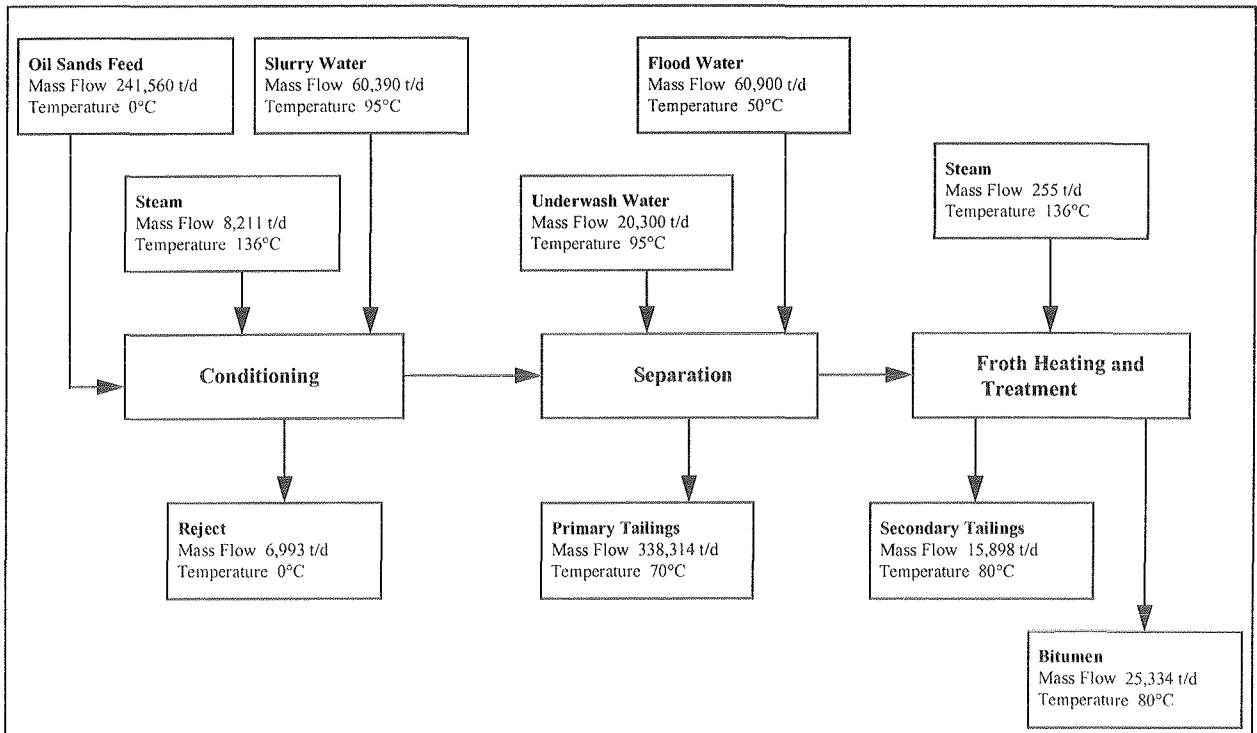 Oil Sands Feed
Mass Flow 241,560 t/d
Temperature 0°C
Slurry Water
Mass Flow 60,390 t/d
Temperature 95°C
Flood Water
Mass Flow 60,900 t/d
Temperature 50°C
Steam
Mass Flow 8,211 t/d
Temperature 136°C
Underwash Water
Mass Flow 20,300 t/d
Temperature 95°C
Steam
Mass Flow 255 t/d
Temperature 136°C
Conditioning
Separation
Froth Heating and
Treatment
Reject
Mass Flow 6,993 t/d
Temperature 0°C
Primary Tailings
Mass Flow 338,314 t/d
Temperature 70°C
Secondary Tailings
Mass Flow 15,898 t/d
Temperature 80°C
Bitumen
Mass Flow 25,334 t/d
Temperature 80°C